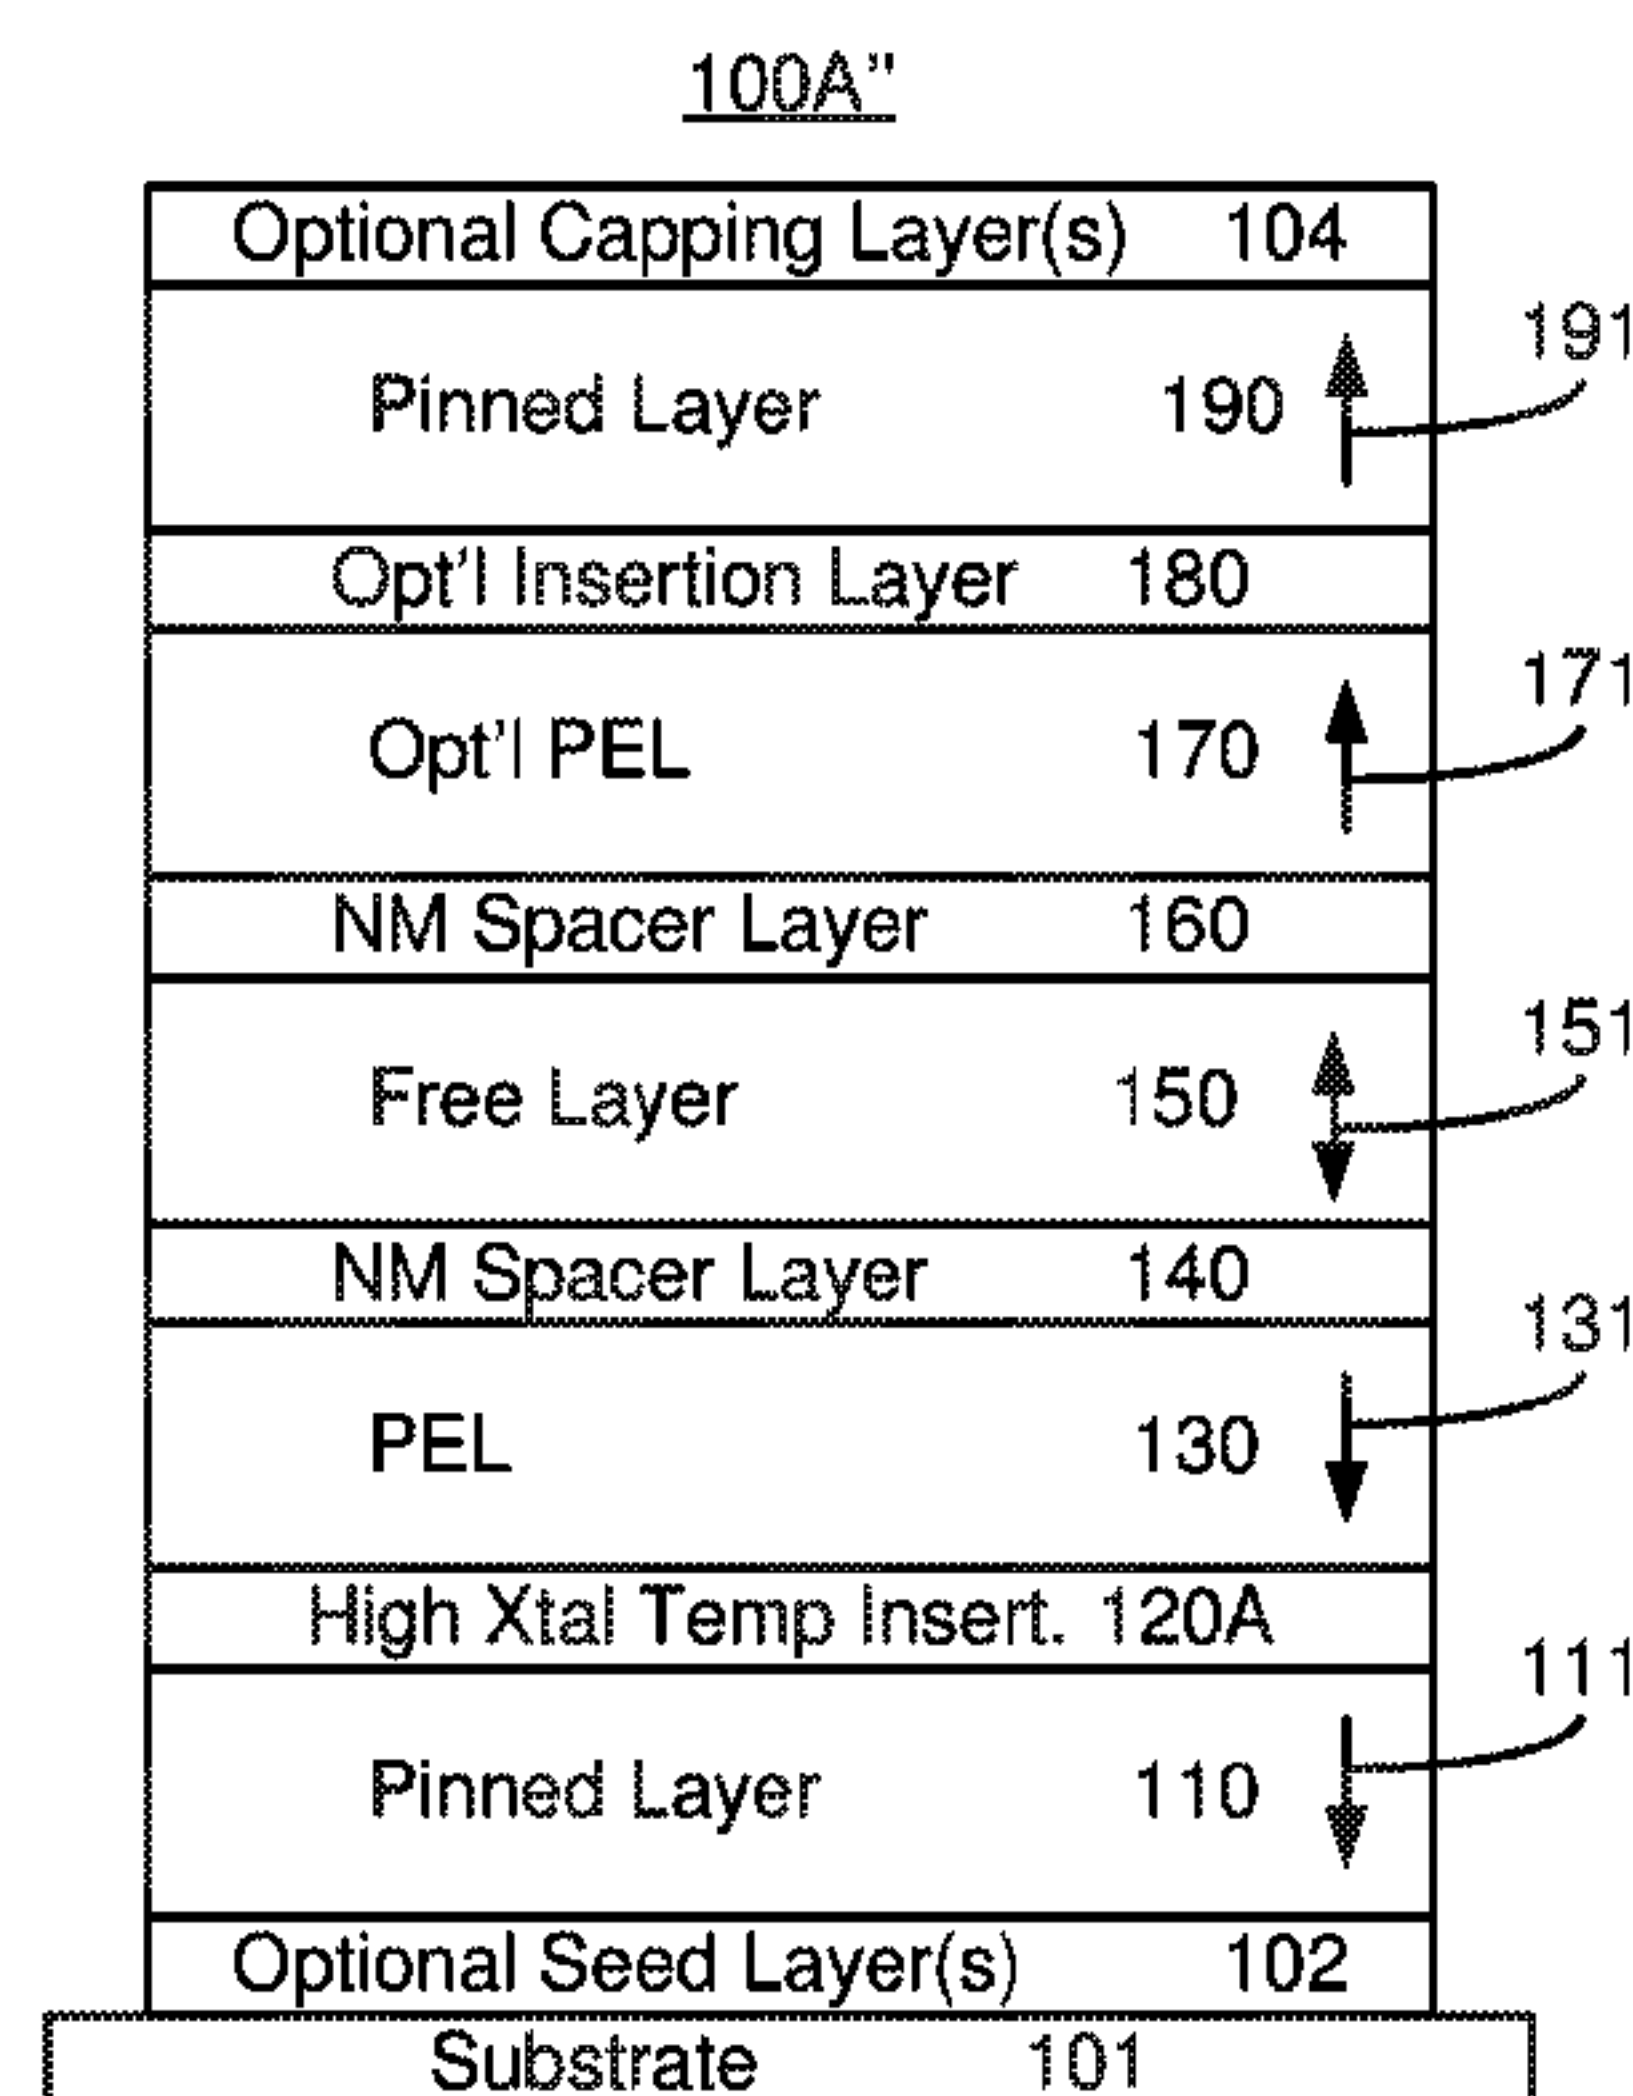 100A"
Optional Capping Layer(s) 104
191
Pinned Layer 190
Opt'l Insertion Layer 180
171
Opt'l PEL 170
NM Spacer Layer 160
151
Free Layer 150
NM Spacer Layer 140
131
PEL 130
High Xtal Temp Insert. 120A
111
Pinned Layer 110
Optional Seed Layer(s) 102
Substrate 101